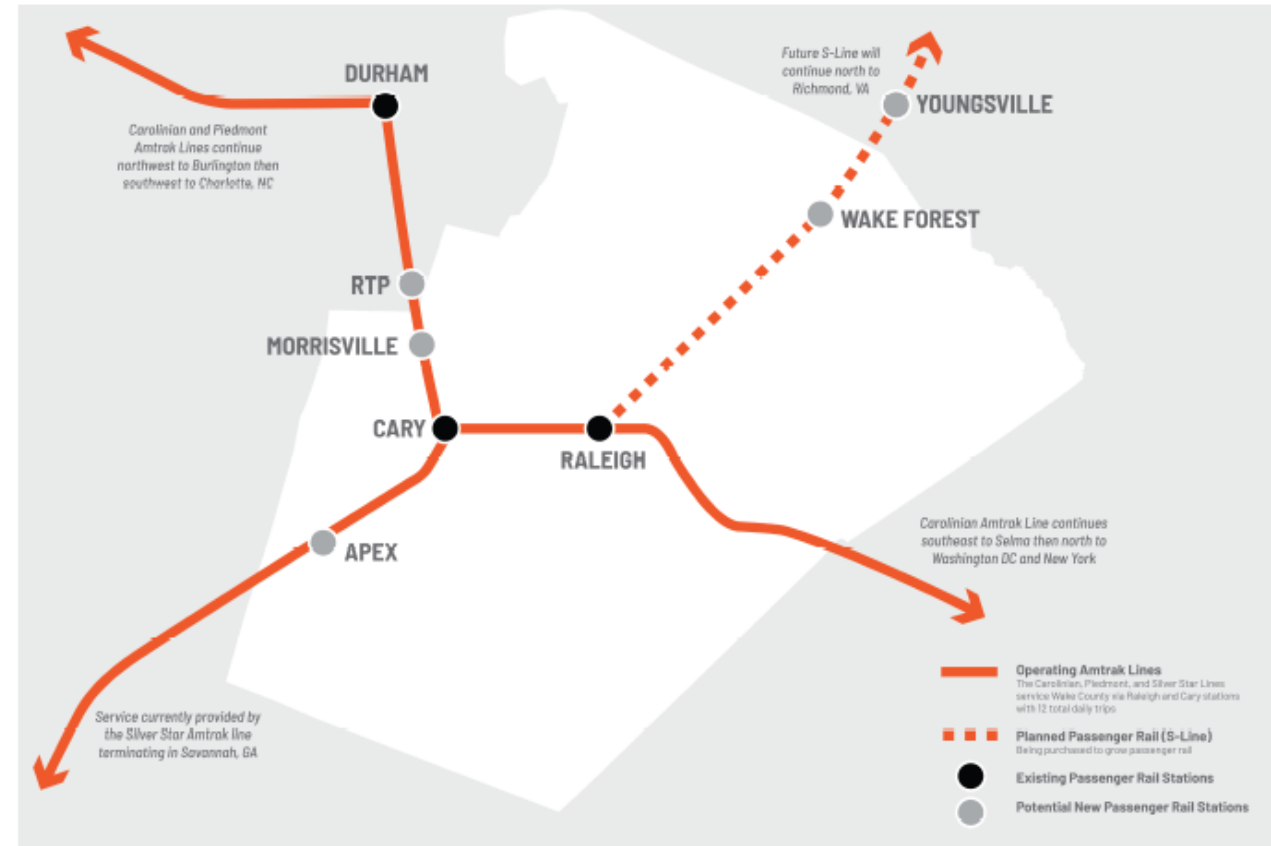 DURHAM
Carolinian and Piedmont
Amtrak Lines continue
northwest to Burlington then
southwest to Charlotte, NC
Future S-Line will
continue north to
Richmond, VA
YOUNGSVILLE
WAKE FOREST
RTP
MORRISVILLE
CARY
RALEIGH
APEX
Carolinian Amtrak Line continues
southeast to Selma then north to
Washington DC and New York
Service currently provided by
the Silver Star Amtrak line
terminating in Savannah, GA
Operating Amtrak Lines
The Carolinian, Piedmont, and Silver Star Lines
service Wake County via Raleigh and Cary stations
with 12 total daily trips
Planned Passenger Rail (S-Line)
Being purchased to grow passenger rail
Existing Passenger Rail Stations
Potential New Passenger Rail Stations